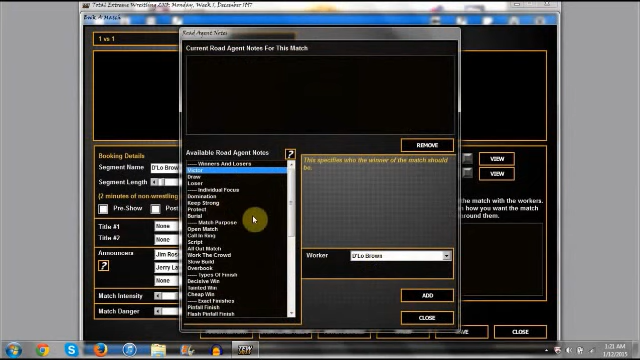 Total Extreme Wrestling
Monday, Week 1, December 1997
Book A Match
Road Agent Notes
1 vs 1
Current Road Agent Notes For This Match
REMOVE
Available Road Agent Notes
?
Booking Details
Segment Name
D'Lo Brown
Segment Length
(2 minutes of non-wrestling
Pre-Show
Post
Title #1
None
Title #2
None
Announcers
Jim Ros
?
Jerry La
None
Match Intensity
Match Danger
----- Winners And Losers
Victor
Draw
Loser
----- Individual Focus
Domination
Keep Strong
Protect
Burial
----- Match Purpose
Open Match
Call In Ring
Script
All Out Match
Work The Crowd
Slow Build
Overbook
----- Types Of Finish
Decisive Win
Tainted Win
Cheap Win
----- Exact Finishes
Pinfall Finish
Flash Pinfall Finish
This specifies who the winner of the match should
be.
Worker
D'Lo Brown
ADD
CLOSE
VIEW
VIEW
the match with the workers.
how you want the match
around them.
CLOSE
1:21 AM
1/12/2015